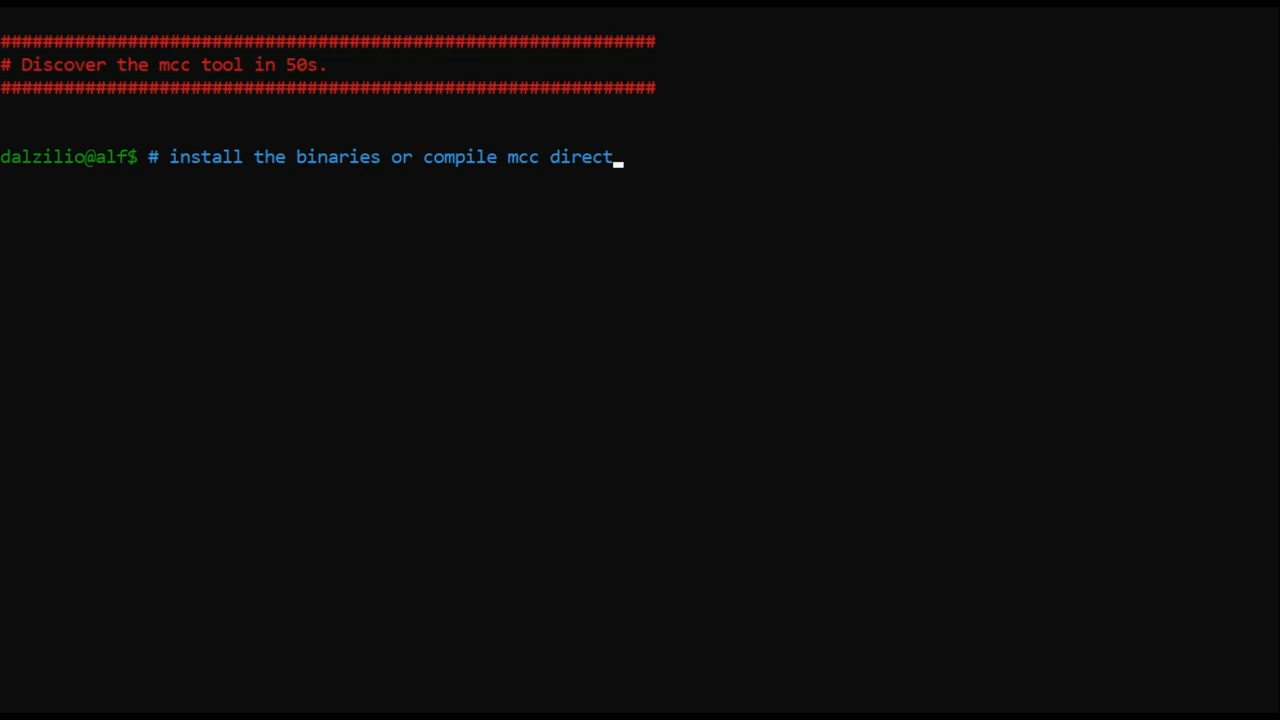 ##############################################################
# Discover the mcc tool in 50s.
##############################################################
dalzilio@alf$ # install the binaries or compile mcc direct